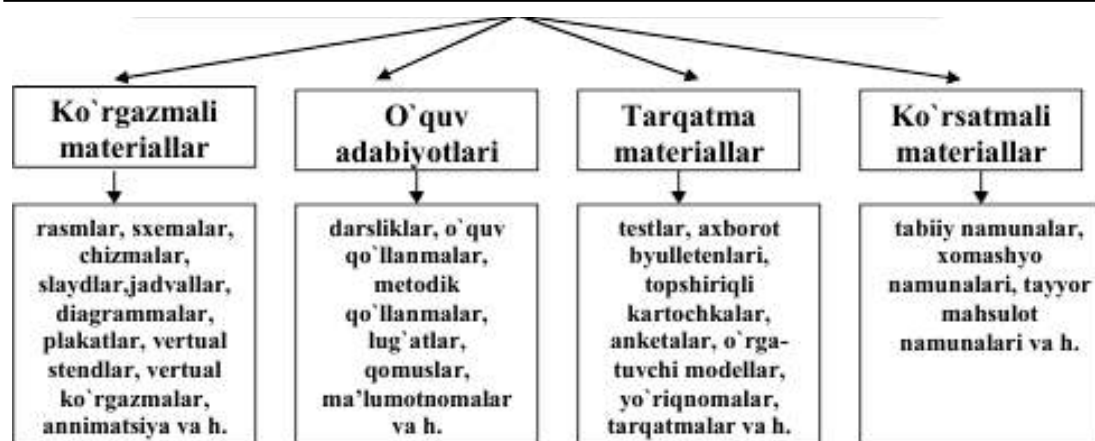 Ko`rgazmali
materiallar
O`quv
adabiyotlari
Tarqatma
materiallar
Ko`rsatmali
materiallar
rasmlar, sxemalar,
chizmalar,
slaydlar,jadvallar,
diagrammalar,
plakatlar, vertual
stendlar, vertual
ko`rgazmalar,
annimatsiya va h.
darsliklar, o`quv
qo`llanmalar,
metodik
qo`llanmalar,
lug`atlar,
qomuslar,
ma’lumotnomalar
va h.
testlar, axborot
byulletenlari,
topshiriqli
kartochkalar,
anketalar, o`rga-
tuvchi modellar,
yo`riqnomalar,
tarqatmalar va h.
tabiiy namunalar,
xomashyo
namunalari, tayyor
mahsulot
namunalari va h.